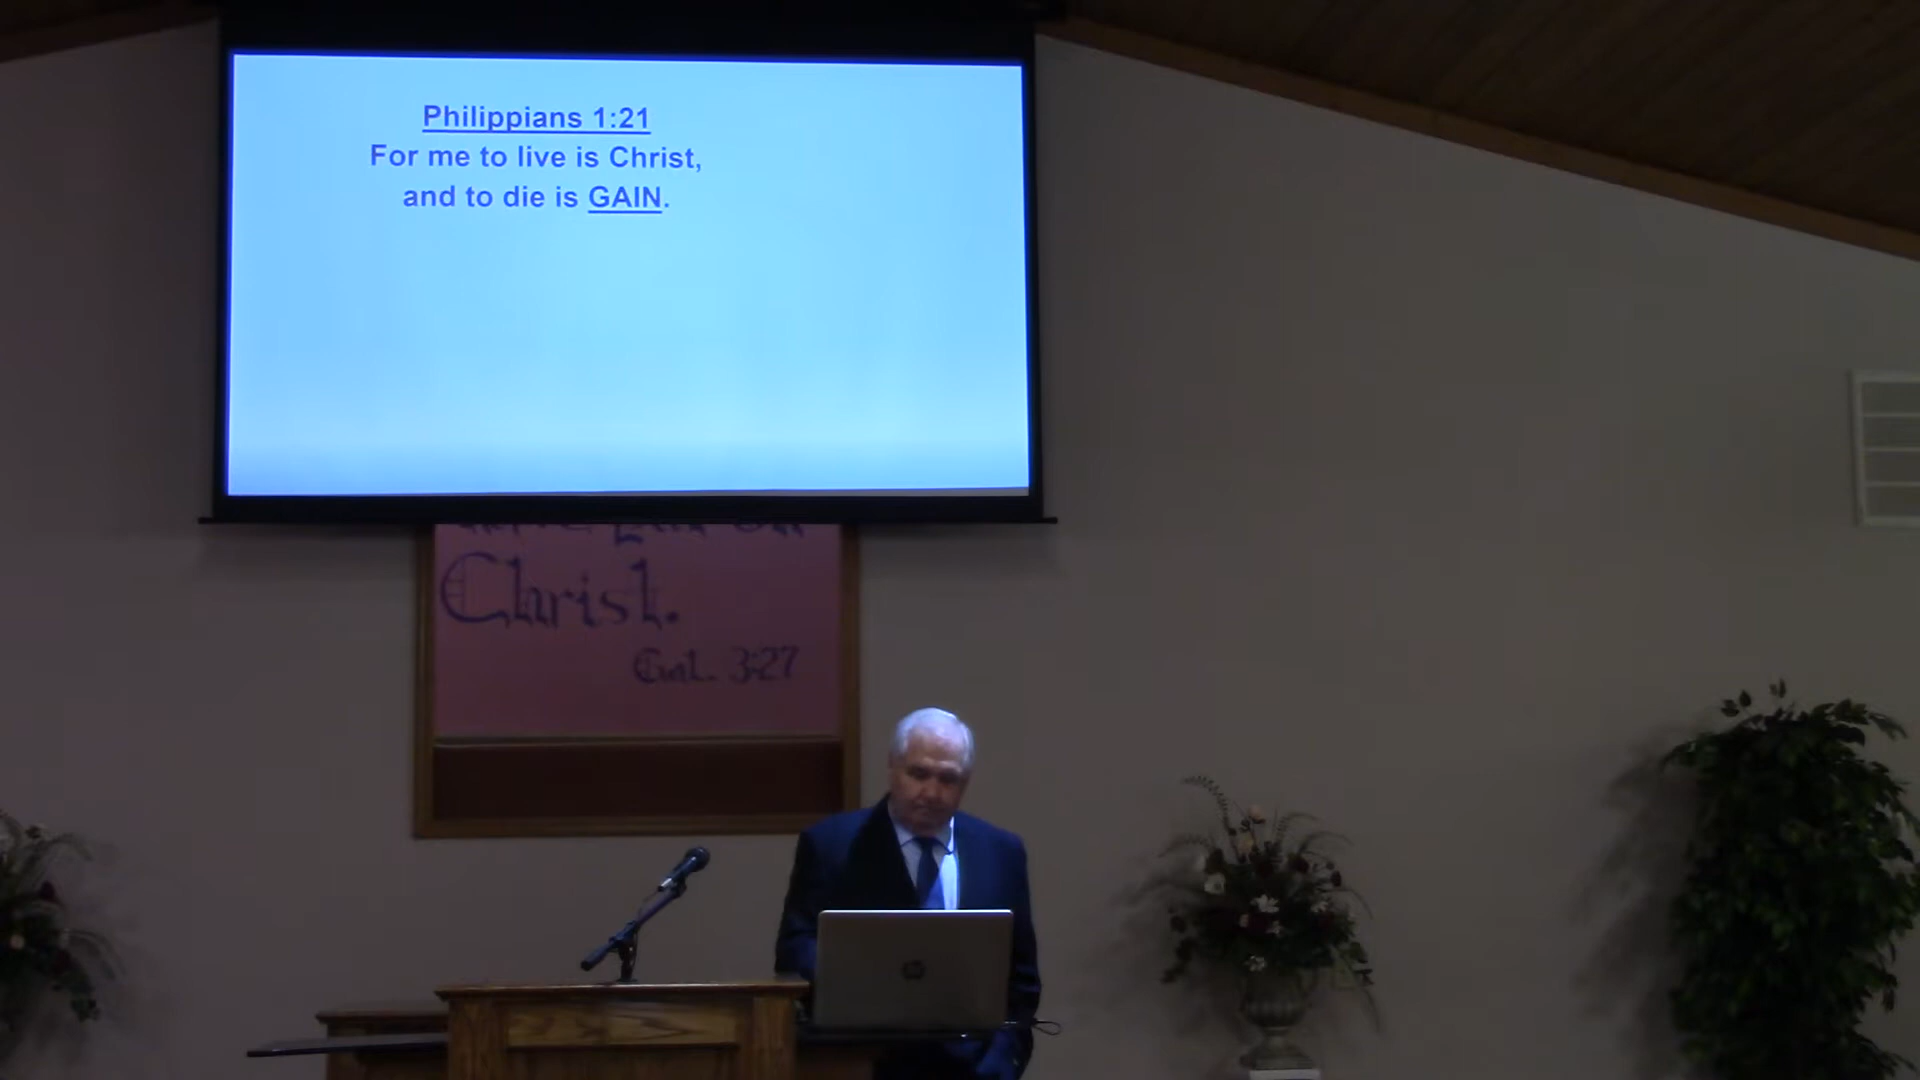 Philippians 1:21
For me to live is Christ,
and to die is GAIN.
Christ.
Gal. 3:27